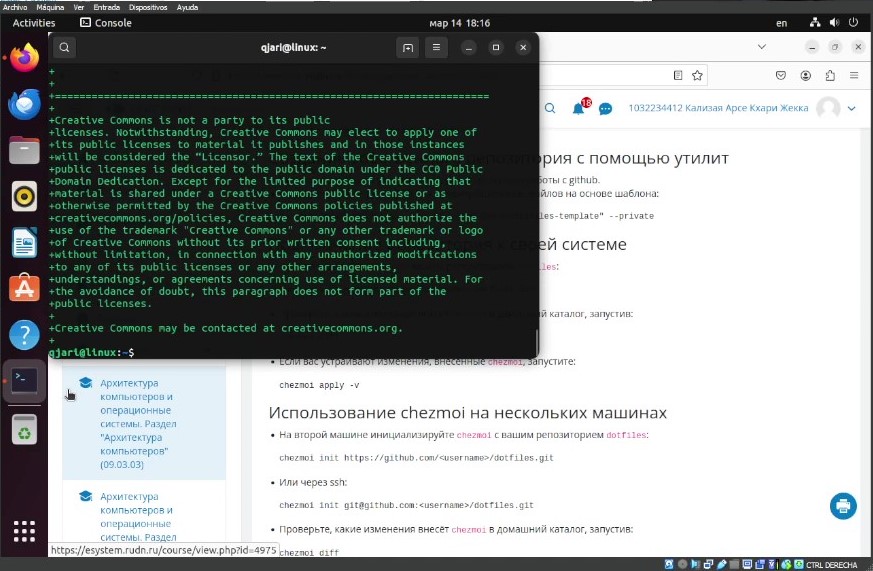 Archivo Máquina Ver Entrada Dispositivos Ayuda
Activities Console мар 14 18:16 en
qjari@linux: ~
+
+
+=======================================================================
+
+Creative Commons is not a party to its public
+licenses. Notwithstanding, Creative Commons may elect to apply one of
+its public licenses to material it publishes and in those instances
+will be considered the “Licensor.” The text of the Creative Commons
+public licenses is dedicated to the public domain under the CC0 Public
+Domain Dedication. Except for the limited purpose of indicating that
+material is shared under a Creative Commons public license or as
+otherwise permitted by the Creative Commons policies published at
+creativecommons.org/policies, Creative Commons does not authorize the
+use of the trademark "Creative Commons" or any other trademark or logo
+of Creative Commons without its prior written consent including,
+without limitation, in connection with any unauthorized modifications
+to any of its public licenses or any other arrangements,
+understandings, or agreements concerning use of licensed material. For
+the avoidance of doubt, this paragraph does not form part of the
+public licenses.
+
+Creative Commons may be contacted at creativecommons.org.
+
qjari@linux:~$
18
1032234412 Кализая Арсе Кхари Жекка
с помощью утилит
работы с github.
на основе шаблона:
-template" --private
своей системе
каталог, запустив:
Если вас устраивают изменения, внесённые chezmoi, запустите:
chezmoi apply -v
Использование chezmoi на нескольких машинах
На второй машине инициализируйте chezmoi с вашим репозиторием dotfiles:
chezmoi init https://github.com/<username>/dotfiles.git
Или через ssh:
chezmoi init git@github.com:<username>/dotfiles.git
Проверьте, какие изменения внесёт chezmoi в домашний каталог, запустив:
chezmoi diff
Архитектура
компьютеров и
операционные
системы. Раздел
"Архитектура
компьютеров"
(09.03.03)
Архитектура
компьютеров и
операционные
системы. Раздел
https://esystem.rudn.ru/course/view.php?id=4975
CTRL DERECHA